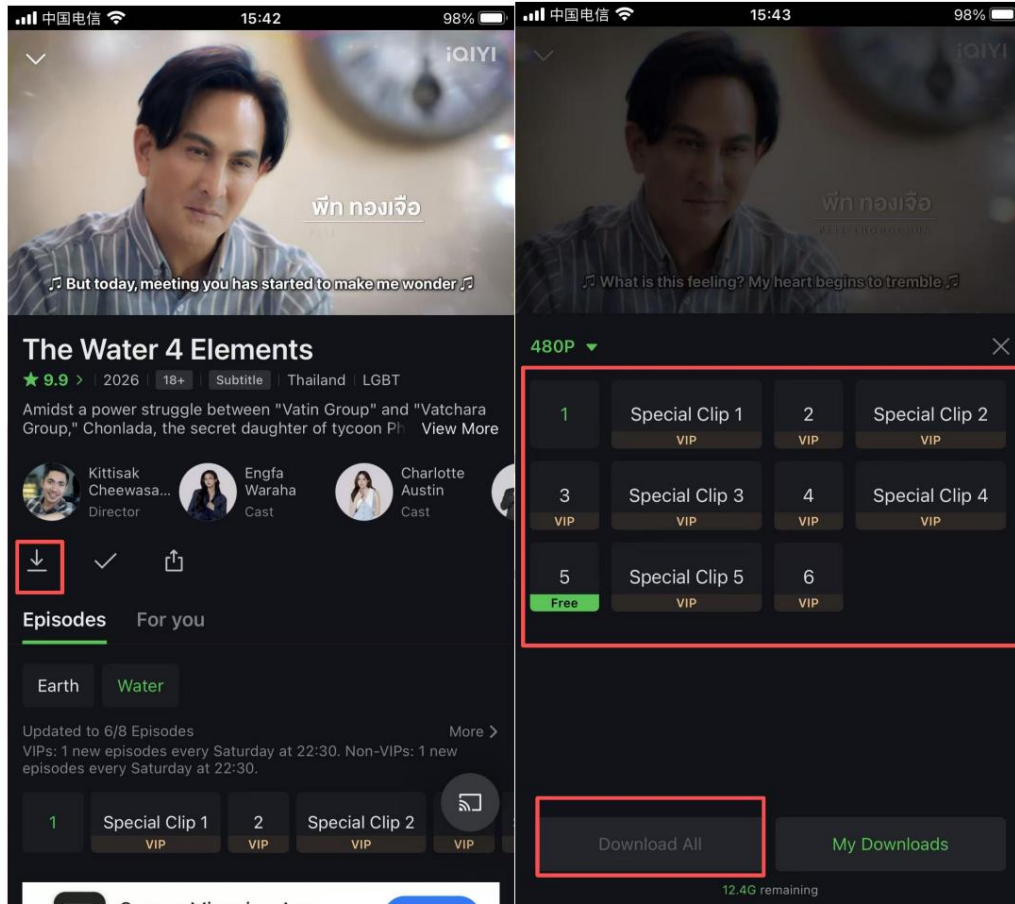 中国电信
15:42
98%
iQIYI
พีท ทองเจือ
♫ But today, meeting you has started to make me wonder ♫
The Water 4 Elements
★ 9.9 > 2026 18+ Subtitle Thailand LGBT
Amidst a power struggle between "Vatin Group" and "Vatchara
Group," Chonlada, the secret daughter of tycoon Ph View More
Kittisak
Cheewasa...
Director
Engfa
Waraha
Cast
Charlotte
Austin
Cast
Episodes For you
Earth Water
Updated to 6/8 Episodes More >
VIPs: 1 new episodes every Saturday at 22:30. Non-VIPs: 1 new
episodes every Saturday at 22:30.
1 Special Clip 1 2 Special Clip 2
VIP VIP VIP VIP
中国电信
15:43
98%
iQIYI
พีท ทองเจือ
♫ What is this feeling? My heart begins to tremble ♫
480P
1 Special Clip 1 2 Special Clip 2
VIP VIP VIP
3 Special Clip 3 4 Special Clip 4
VIP VIP VIP VIP
5 Special Clip 5 6
Free VIP VIP
Download All My Downloads
12.4G remaining